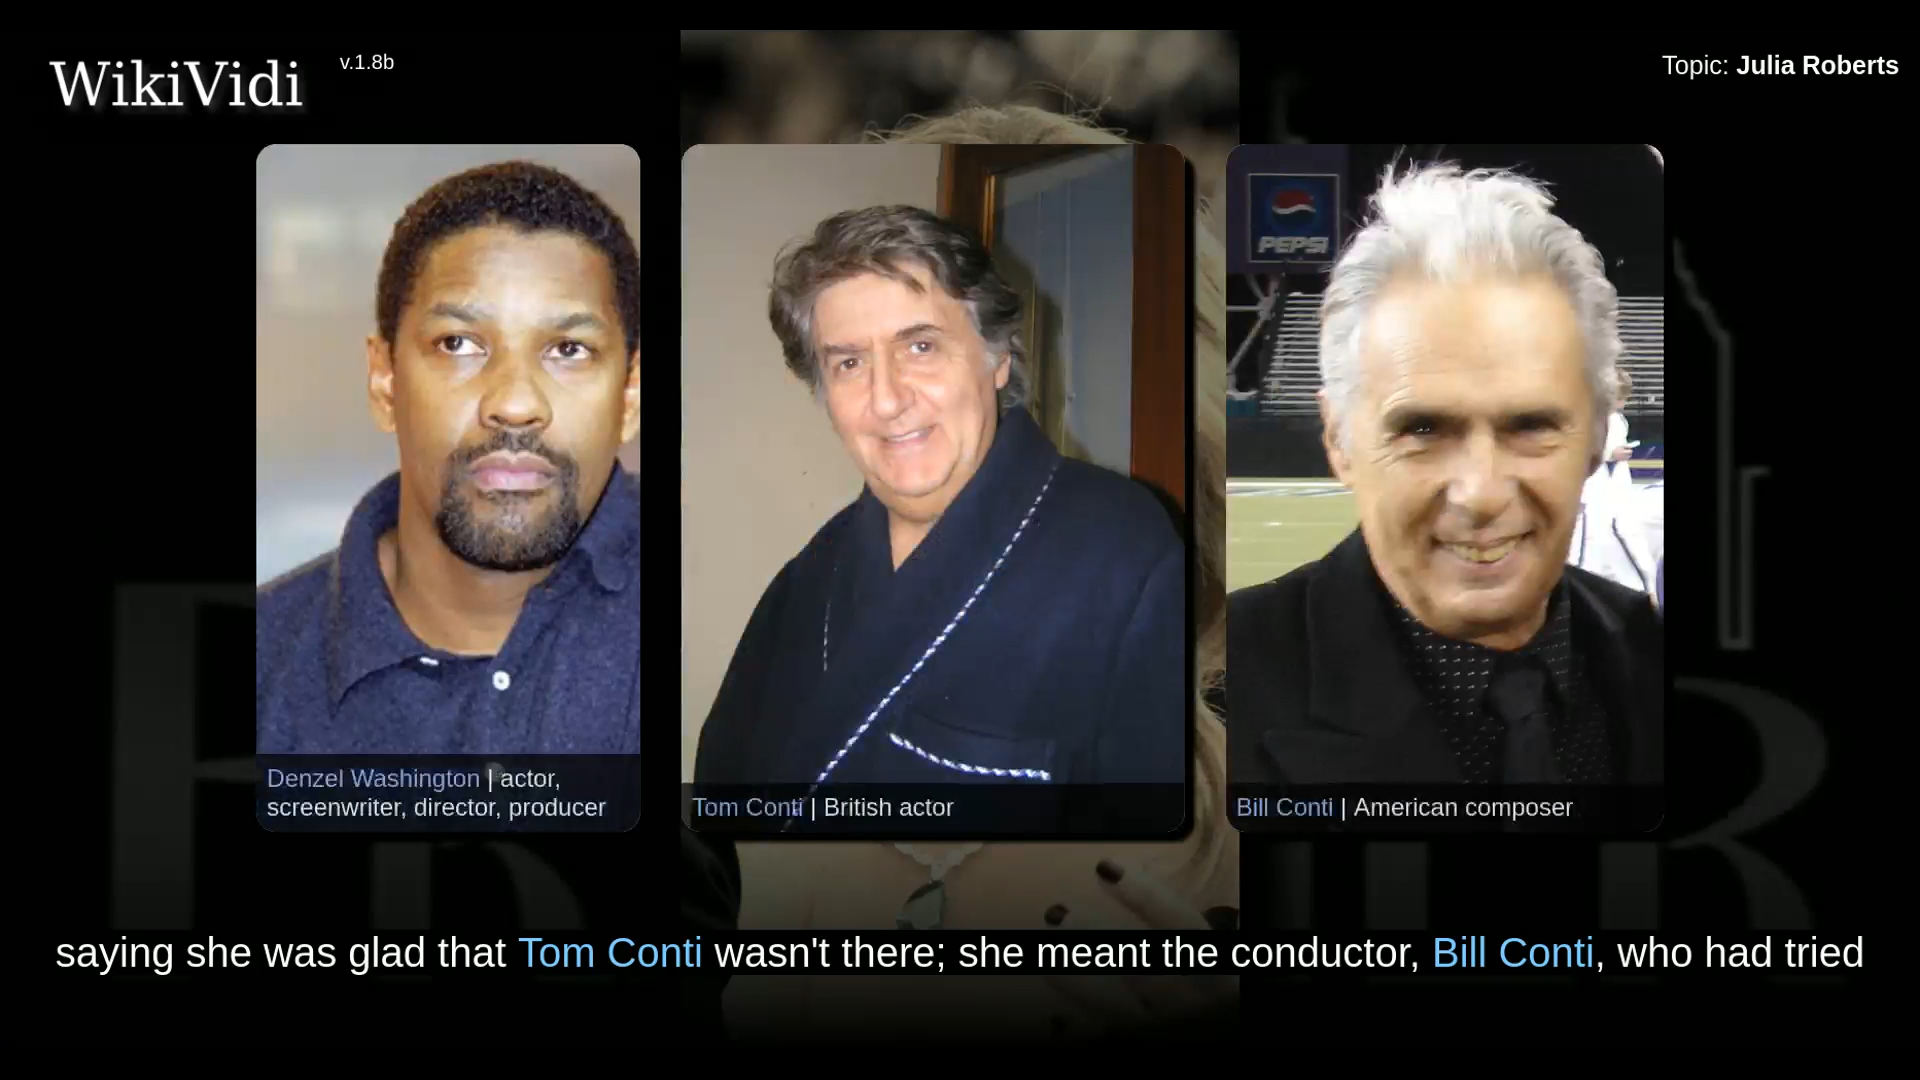 WikiVidi
v.1.8b
Topic: Julia Roberts
PEPSI
Denzel Washington | actor,
screenwriter, director, producer
Tom Conti | British actor
Bill Conti | American composer
saying she was glad that Tom Conti wasn't there; she meant the conductor, Bill Conti, who had tried